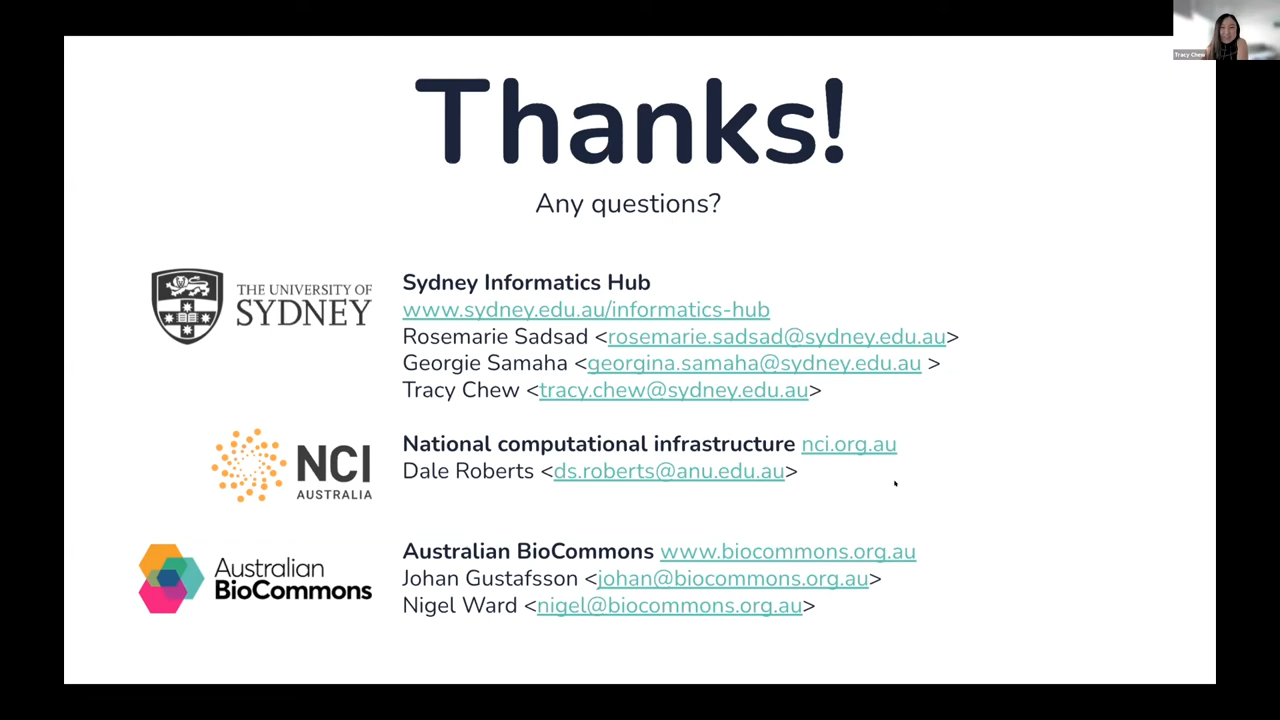 Tracy Chew
Thanks!
Any questions?
THE UNIVERSITY OF
SYDNEY
Sydney Informatics Hub
www.sydney.edu.au/informatics-hub
Rosemarie Sadsad <rosemarie.sadsad@sydney.edu.au>
Georgie Samaha <georgina.samaha@sydney.edu.au >
Tracy Chew <tracy.chew@sydney.edu.au>
NCI
AUSTRALIA
National computational infrastructure nci.org.au
Dale Roberts <ds.roberts@anu.edu.au>
Australian
BioCommons
Australian BioCommons www.biocommons.org.au
Johan Gustafsson <johan@biocommons.org.au>
Nigel Ward <nigel@biocommons.org.au>